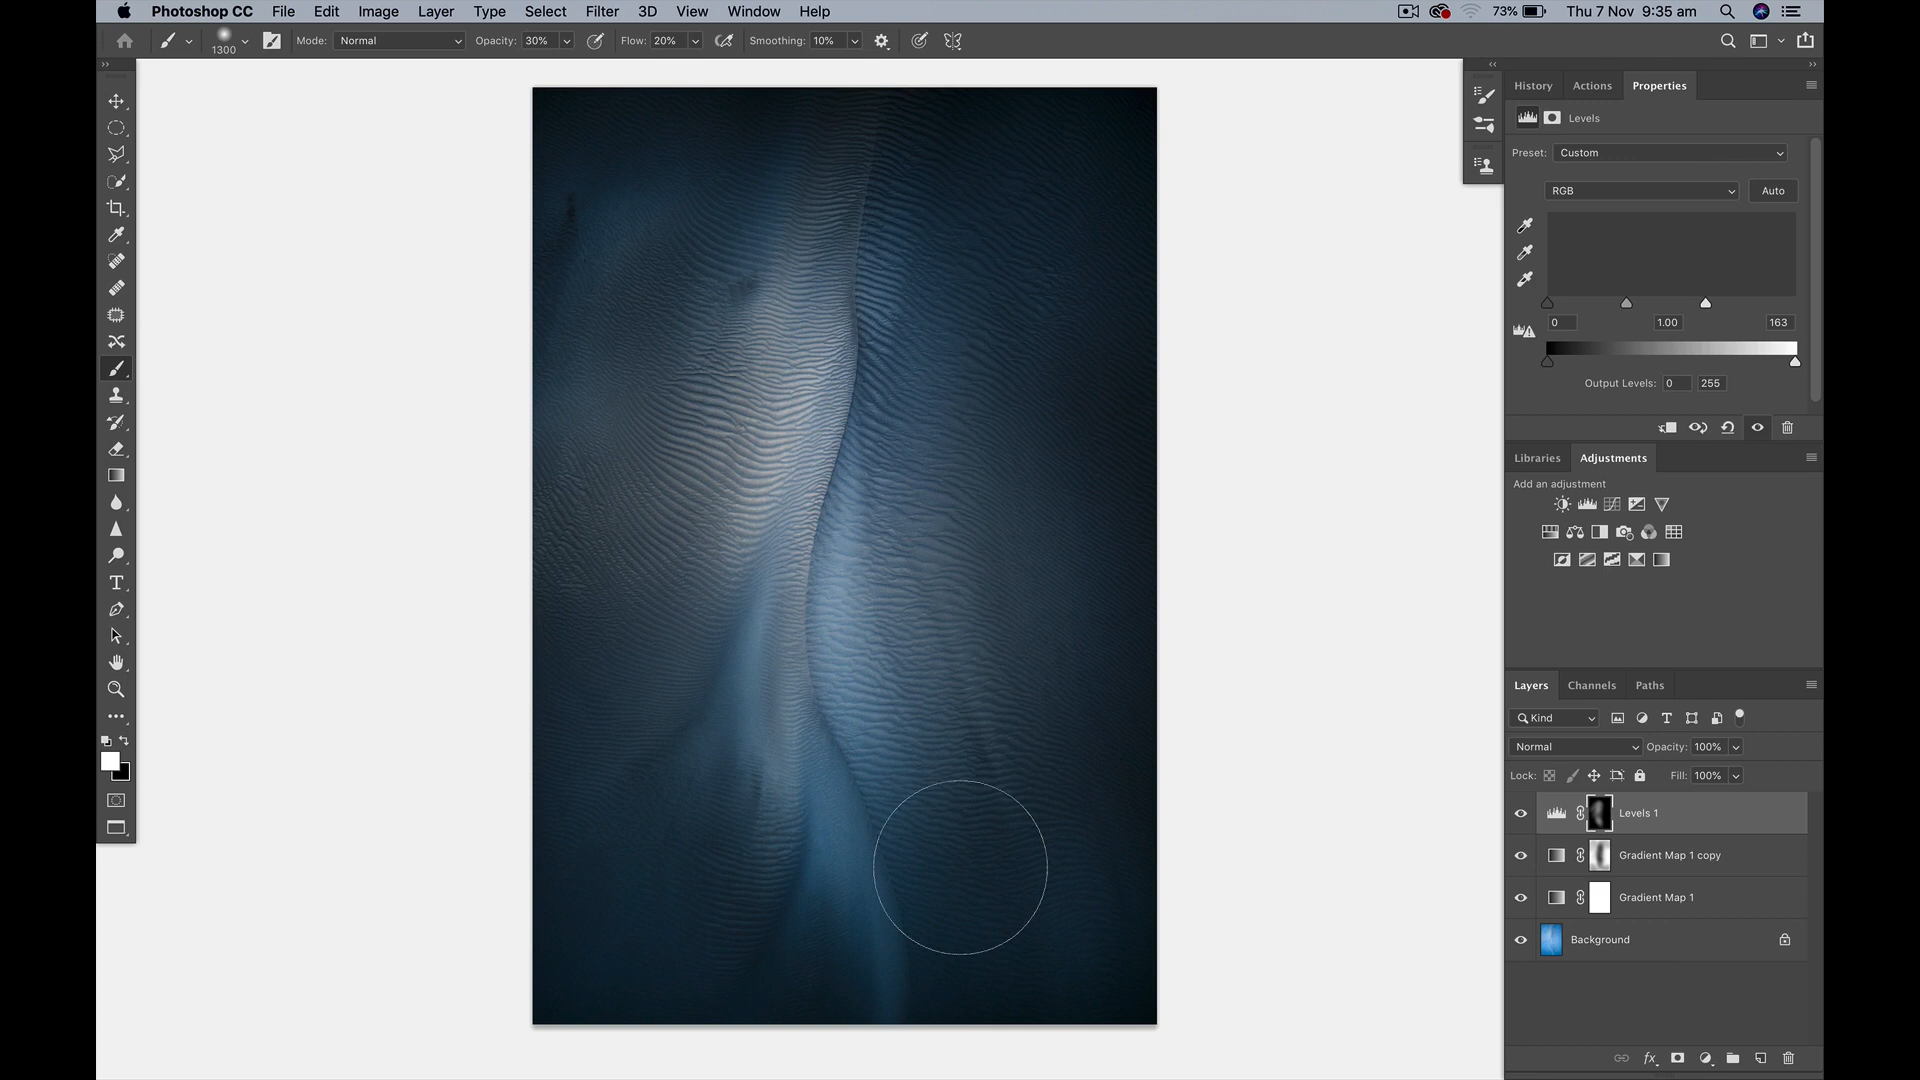 Photoshop CC File Edit Image Layer Type Select Filter 3D View Window Help 73% Thu 7 Nov 9:35 am
1300 Mode: Normal Opacity: 30% Flow: 20% Smoothing: 10%
History Actions Properties
Levels
Preset: Custom
RGB Auto
0 1.00 163
Output Levels: 0 255
Libraries Adjustments
Add an adjustment
Layers Channels Paths
Kind
Normal Opacity: 100%
Lock: Fill: 100%
Levels 1
Gradient Map 1 copy
Gradient Map 1
Background